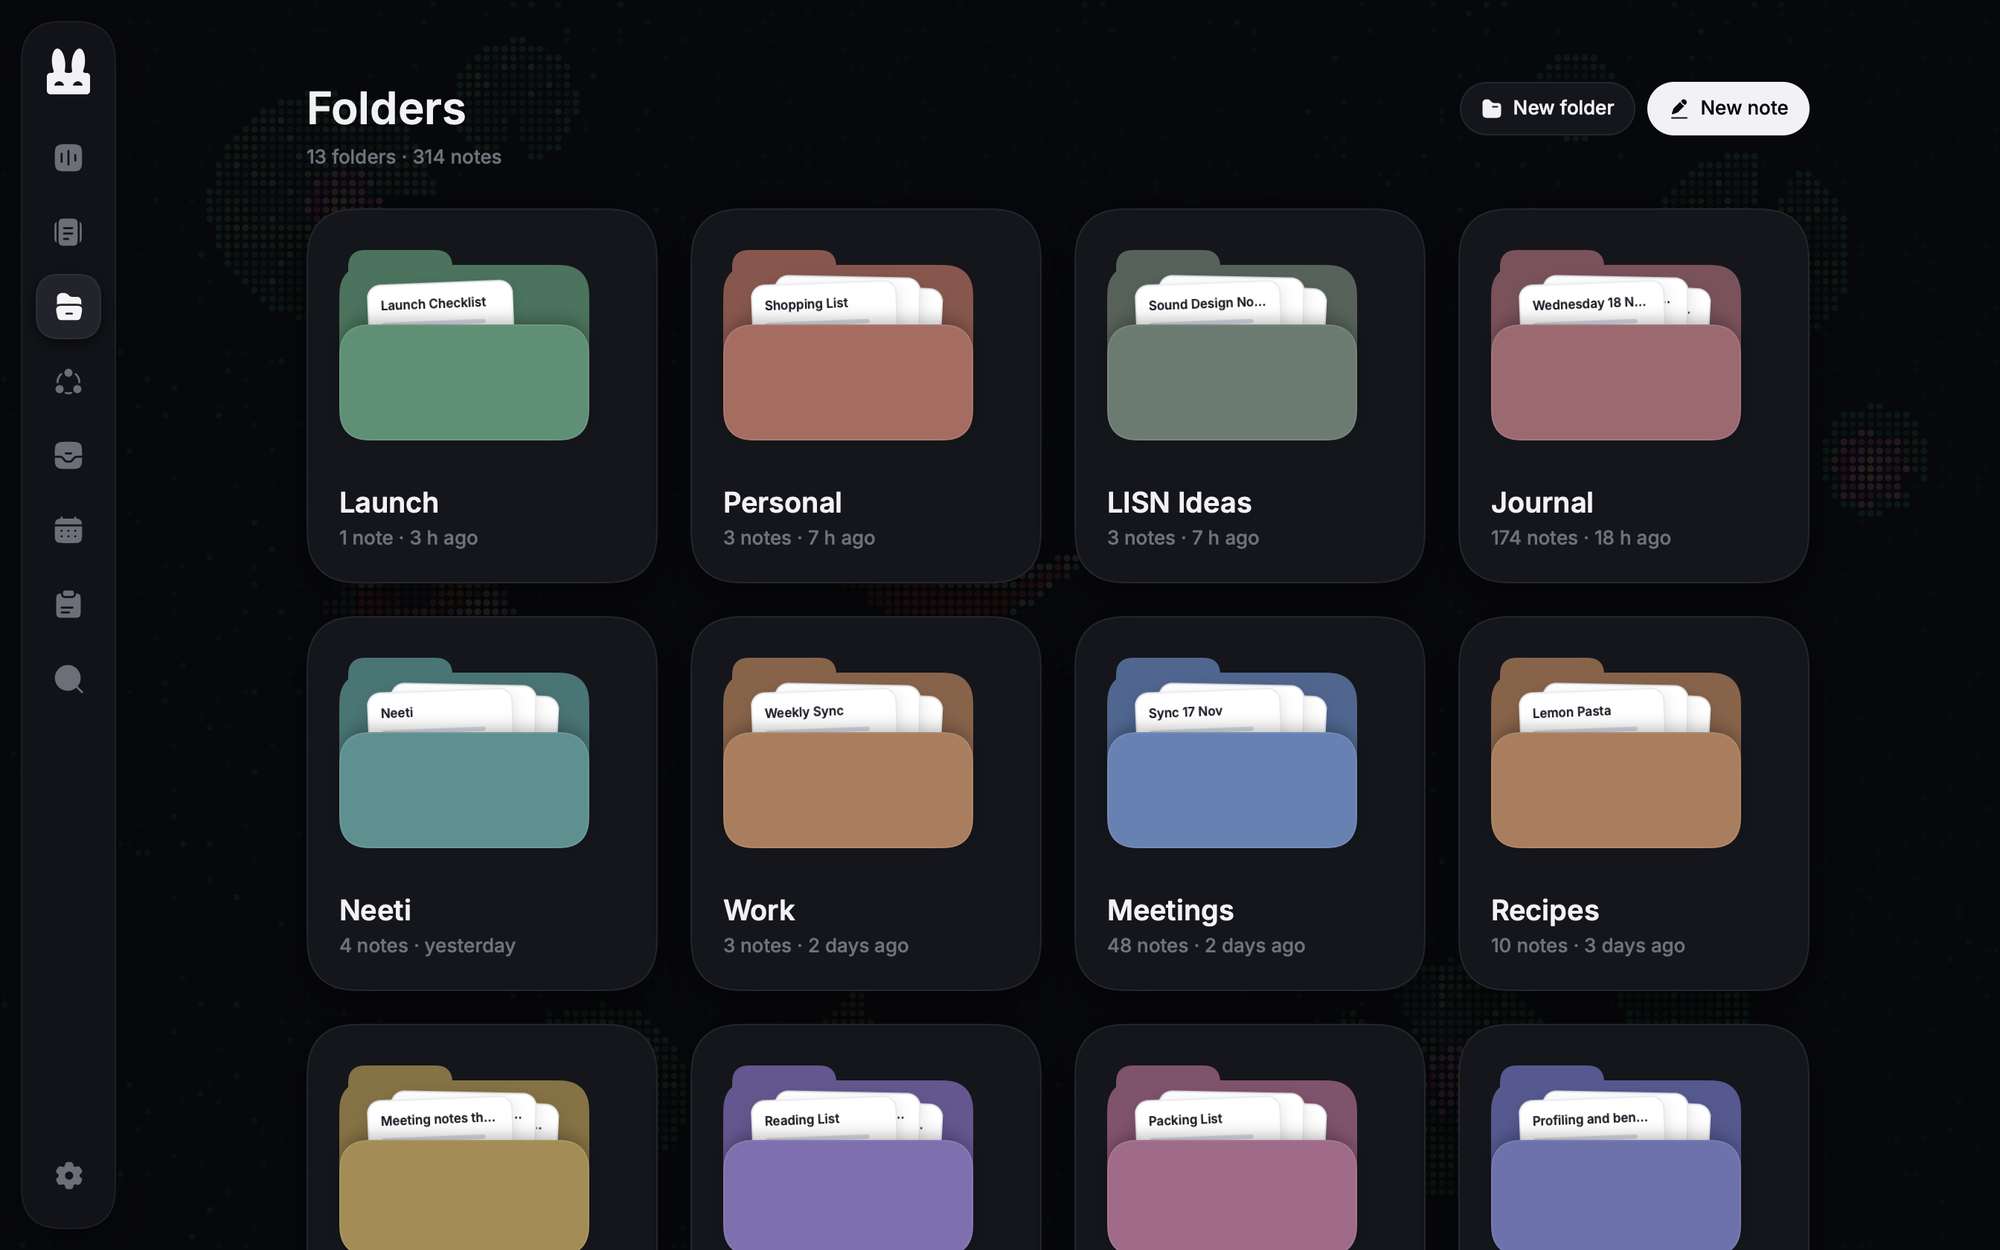 Folders
13 folders · 314 notes
New folder
New note
Launch Checklist
Shopping List
Sound Design No...
Wednesday 18 N...
Launch
1 note · 3 h ago
Personal
3 notes · 7 h ago
LISN Ideas
3 notes · 7 h ago
Journal
174 notes · 18 h ago
Neeti
Weekly Sync
Sync 17 Nov
Lemon Pasta
Neeti
4 notes · yesterday
Work
3 notes · 2 days ago
Meetings
48 notes · 2 days ago
Recipes
10 notes · 3 days ago
Meeting notes th...
Reading List
Packing List
Profiling and ben...